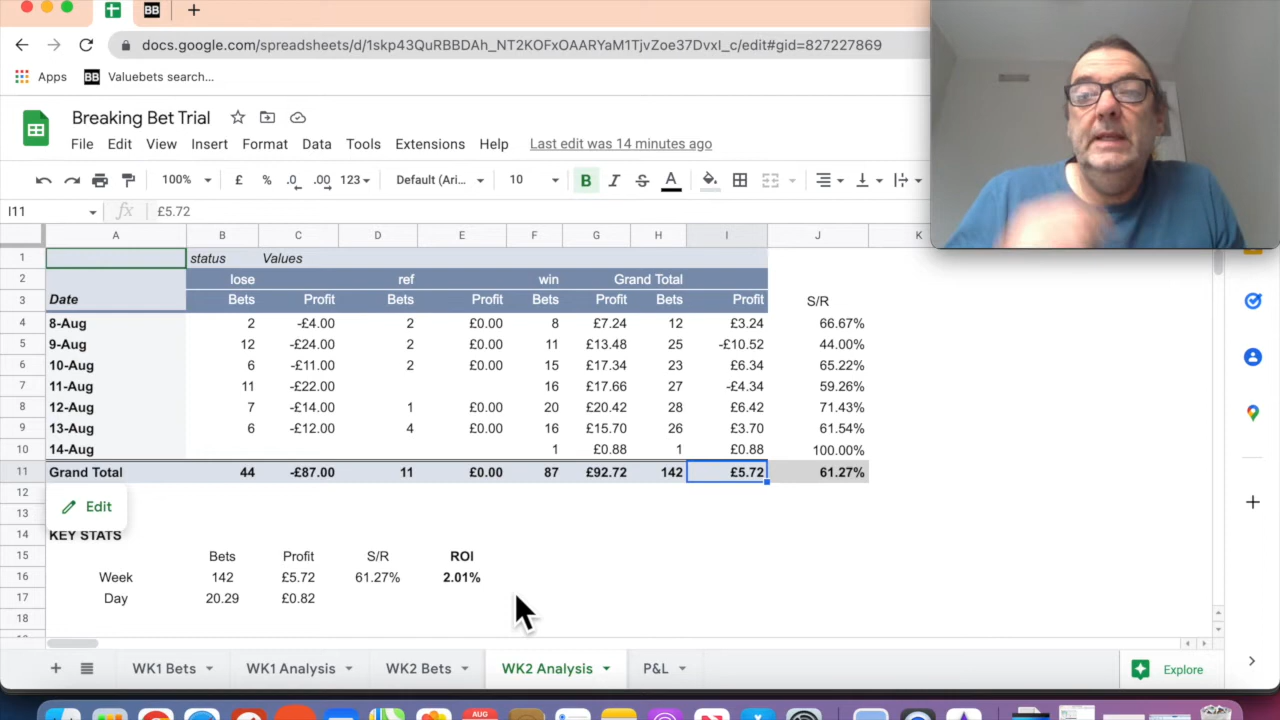 BB +
docs.google.com/spreadsheets/d/1skp43QuRBBDAh_NT2KOFxOAARYaM1TjvZoe37DvxI_c/edit#gid=827227869
Apps BB Valuebets search...
Breaking Bet Trial
File Edit View Insert Format Data Tools Extensions Help Last edit was 14 minutes ago
100% £ % .0 .00 123 Default (Ari... 10 B I S A
I11 fx £5.72
A B C D E F G H I J K
1 status Values
2 lose ref win Grand Total
3 Date Bets Profit Bets Profit Bets Profit Bets Profit S/R
4 8-Aug 2 -£4.00 2 £0.00 8 £7.24 12 £3.24 66.67%
5 9-Aug 12 -£24.00 2 £0.00 11 £13.48 25 -£10.52 44.00%
6 10-Aug 6 -£11.00 2 £0.00 15 £17.34 23 £6.34 65.22%
7 11-Aug 11 -£22.00 16 £17.66 27 -£4.34 59.26%
8 12-Aug 7 -£14.00 1 £0.00 20 £20.42 28 £6.42 71.43%
9 13-Aug 6 -£12.00 4 £0.00 16 £15.70 26 £3.70 61.54%
10 14-Aug 1 £0.88 1 £0.88 100.00%
11 Grand Total 44 -£87.00 11 £0.00 87 £92.72 142 £5.72 61.27%
12
Edit
13
14 KEY STATS
15 Bets Profit S/R ROI
16 Week 142 £5.72 61.27% 2.01%
17 Day 20.29 £0.82
18
+ WK1 Bets WK1 Analysis WK2 Bets WK2 Analysis P&L Explore
AUG